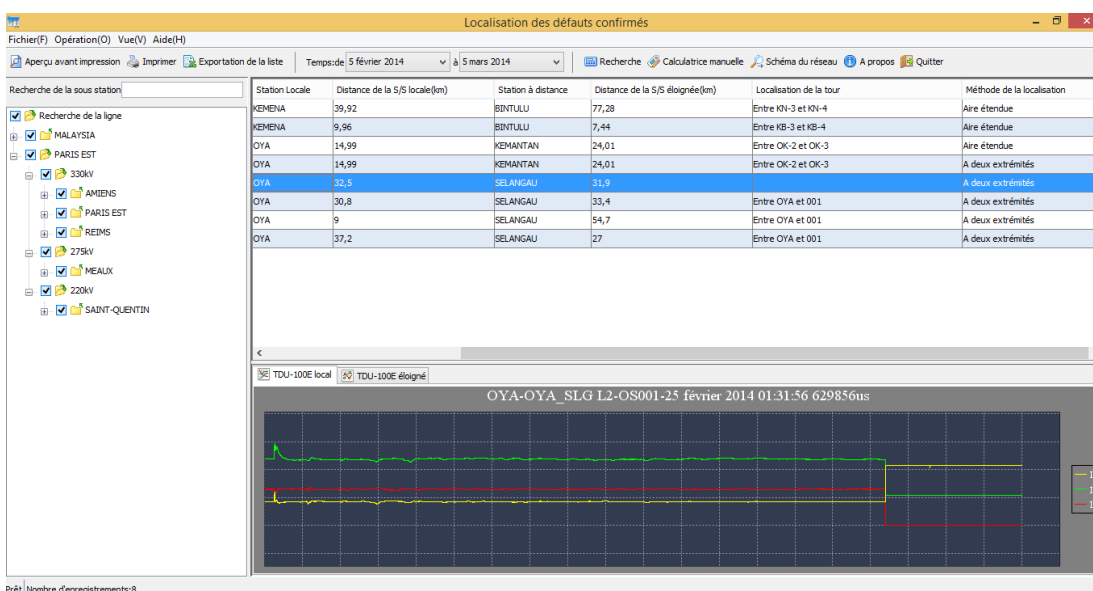 Localisation des défauts confirmés
Fichier(F) Opération(O) Vue(V) Aide(H)
Aperçu avant impression Imprimer Exportation de la liste Temps:de 5 février 2014 à 5 mars 2014 Recherche Calculatrice manuelle Schéma du réseau A propos Quitter
Recherche de la sous station
Recherche de la ligne
MALAYSIA
PARIS EST
330kV
AMIENS
PARIS EST
REIMS
275kV
MEAUX
220kV
SAINT-QUENTIN
Station Locale Distance de la S/S locale(km) Station à distance Distance de la S/S éloignée(km) Localisation de la tour Méthode de la localisation
KEMENA 39,92 BINTULU 77,28 Entre KN-3 et KN-4 Aire étendue
KEMENA 9,96 BINTULU 7,44 Entre KB-3 et KB-4 Aire étendue
OYA 14,99 KEMANTAN 24,01 Entre OK-2 et OK-3 Aire étendue
OYA 14,99 KEMANTAN 24,01 Entre OK-2 et OK-3 A deux extrémités
OYA 32,5 SELANGAU 31,9 A deux extrémités
OYA 30,8 SELANGAU 33,4 Entre OYA et 001 A deux extrémités
OYA 9 SELANGAU 54,7 Entre OYA et 001 A deux extrémités
OYA 37,2 SELANGAU 27 Entre OYA et 001 A deux extrémités
TDU-100E local TDU-100E éloigné
OYA-OYA_SLG L2-OS001-25 février 2014 01:31:56 629856us
Prêt Nombre d'enregistrements:8